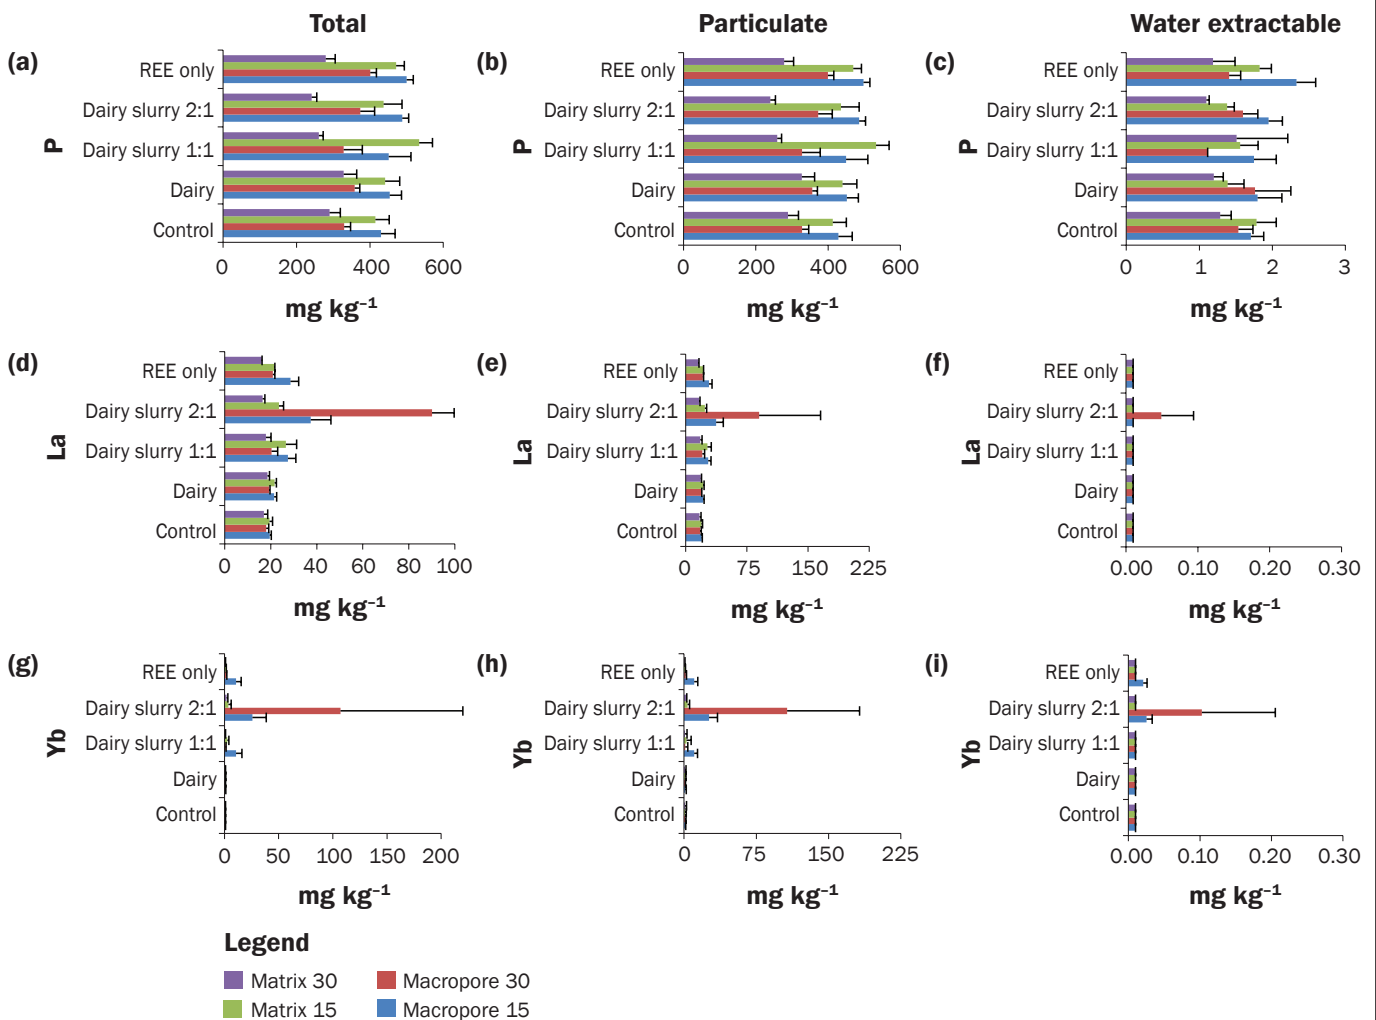 Total
Particulate
Water extractable
(a)
P
REE only
Dairy slurry 2:1
Dairy slurry 1:1
Dairy
Control
0 200 400 600
mg kg⁻¹
(b)
P
0 200 400 600
mg kg⁻¹
(c)
P
REE only
Dairy slurry 2:1
Dairy slurry 1:1
Dairy
Control
0 1 2 3
mg kg⁻¹
REE only
Dairy slurry 2:1
Dairy slurry 1:1
Dairy
Control
(d)
La
REE only
Dairy slurry 2:1
Dairy slurry 1:1
Dairy
Control
0 20 40 60 80 100
mg kg⁻¹
(e)
La
REE only
Dairy slurry 2:1
Dairy slurry 1:1
Dairy
Control
0 75 150 225
mg kg⁻¹
(f)
La
REE only
Dairy slurry 2:1
Dairy slurry 1:1
Dairy
Control
0.00 0.10 0.20 0.30
mg kg⁻¹
(g)
Yb
REE only
Dairy slurry 2:1
Dairy slurry 1:1
Dairy
Control
0 50 100 150 200
mg kg⁻¹
(h)
Yb
REE only
Dairy slurry 2:1
Dairy slurry 1:1
Dairy
Control
0 75 150 225
mg kg⁻¹
(i)
Yb
REE only
Dairy slurry 2:1
Dairy slurry 1:1
Dairy
Control
0.00 0.10 0.20 0.30
mg kg⁻¹
Legend
Matrix 30
Macropore 30
Matrix 15
Macropore 15